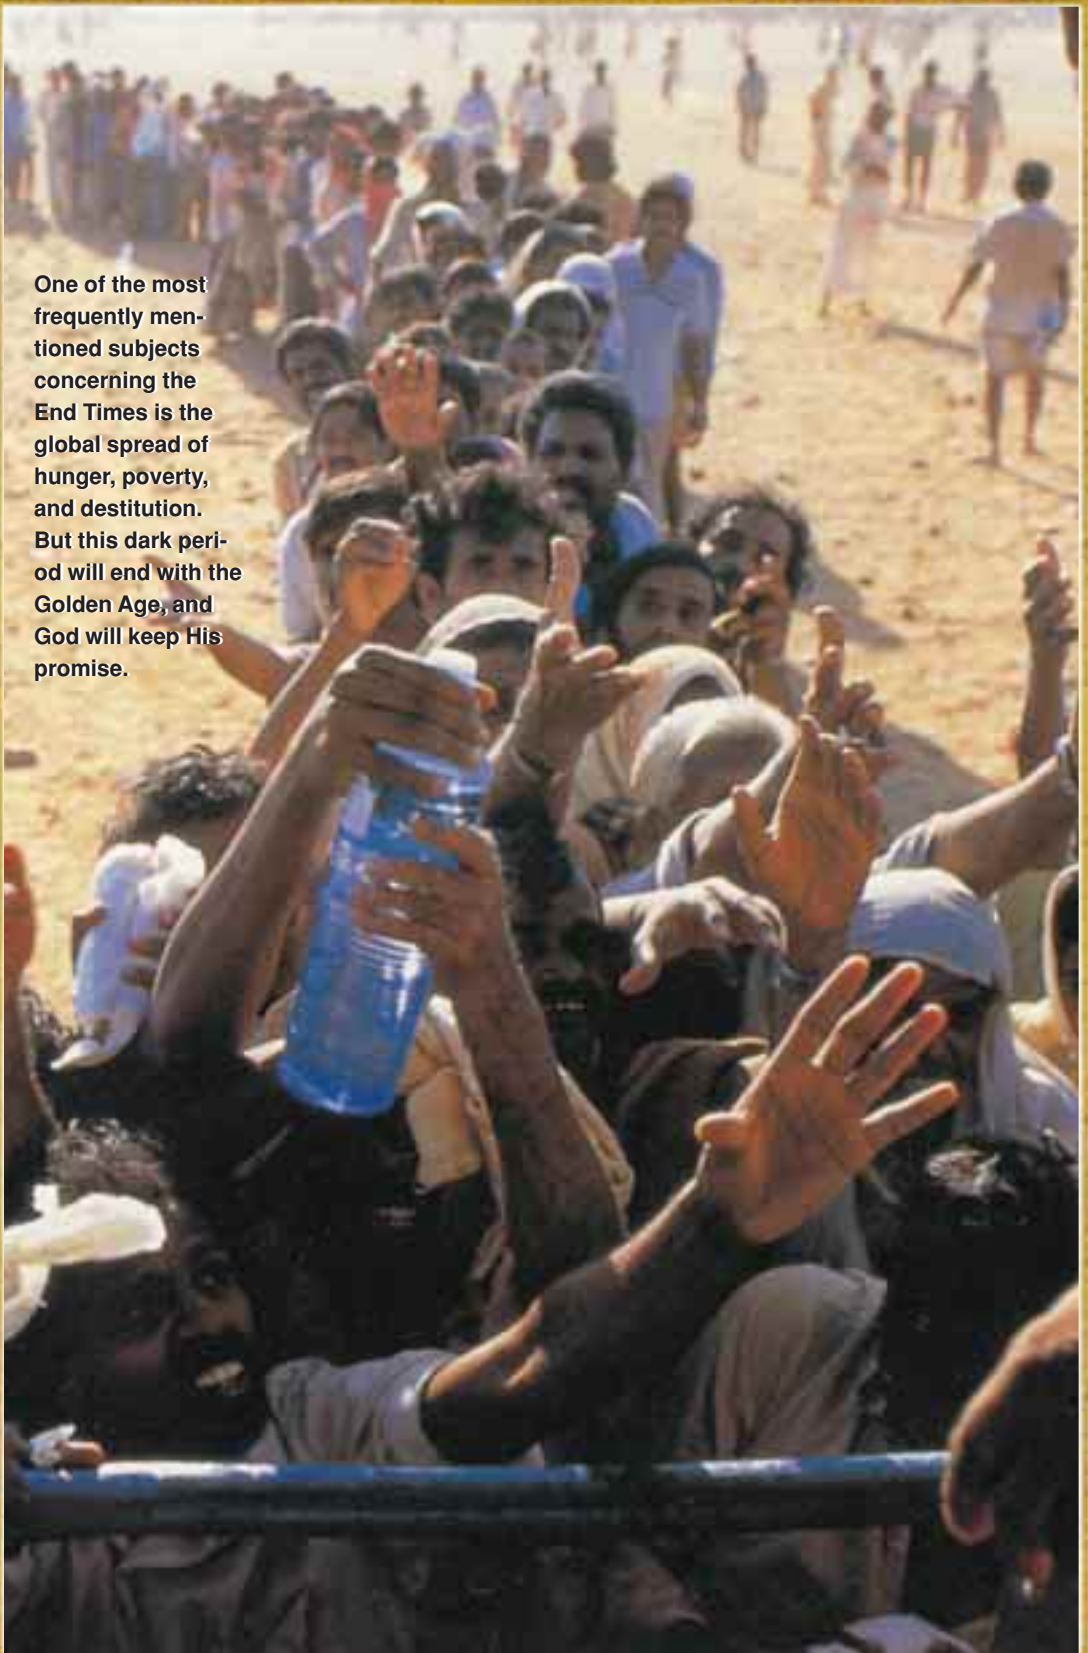 One of the most
frequently men-
tioned subjects
concerning the
End Times is the
global spread of
hunger, poverty,
and destitution.
But this dark peri-
od will end with the
Golden Age, and
God will keep His
promise.